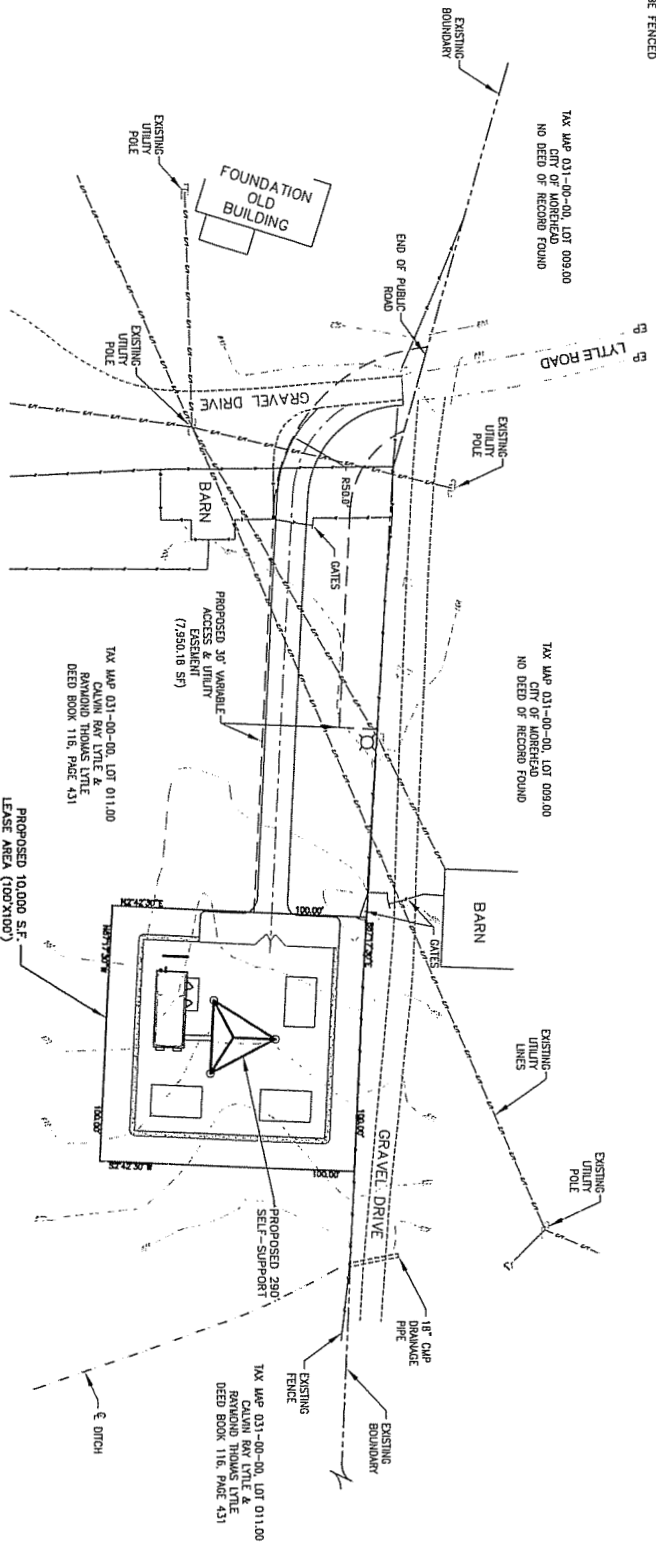 BE FENCED
EXISTING
BOUNDARY
TAX MAP 031-00-00, LOT 009.00
CITY OF MOREHEAD
NO DEED OF RECORD FOUND
EXISTING
UTILITY
POLE
FOUNDATION
OLD
BUILDING
END OF PUBLIC
ROAD
EP
LYTLE ROAD
EP
EXISTING
UTILITY
POLE
GRAVEL DRIVE
EXISTING
UTILITY
POLE
BARN
R50.0'
GATES
PROPOSED 30' VARIABLE
ACCESS & UTILITY
EASEMENT
(7,950.18 SF)
TAX MAP 031-00-00, LOT 009.00
CITY OF MOREHEAD
NO DEED OF RECORD FOUND
TAX MAP 031-00-00, LOT 011.00
CALVIN RAY LYTLE &
RAYMOND THOMAS LYTLE
DEED BOOK 116, PAGE 431
BARN
GATES
PROPOSED 10,000 S.F.
LEASE AREA (100'X100')
N2°42'30"E
100.00'
100.00'
100.00'
100.00'
EXISTING
UTILITY
LINES
EXISTING
UTILITY
POLE
GRAVEL DRIVE
PROPOSED 290'
SELF-SUPPORT
18" CMP
DRAINAGE
PIPE
EXISTING
FENCE
EXISTING
BOUNDARY
TAX MAP 031-00-00, LOT 011.00
CALVIN RAY LYTLE &
RAYMOND THOMAS LYTLE
DEED BOOK 116, PAGE 431
℄ DITCH